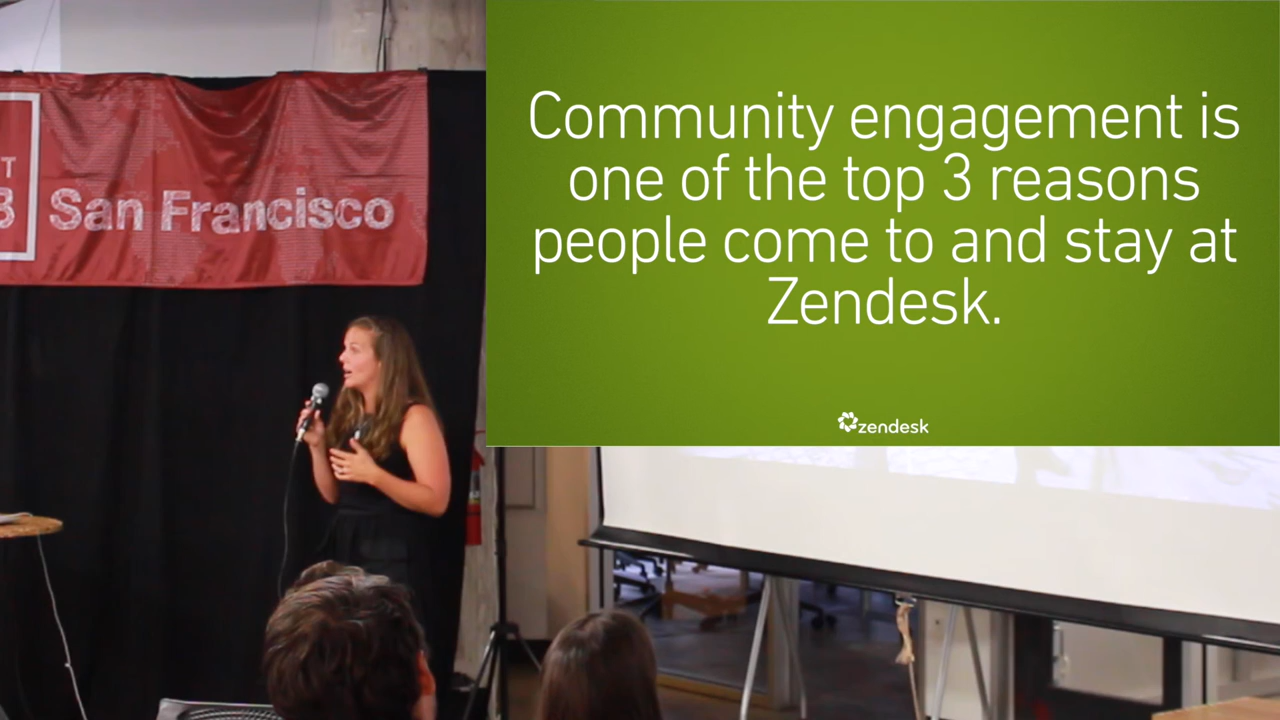 T
3
San Francisco
Community engagement is
one of the top 3 reasons
people come to and stay at
Zendesk.
zendesk